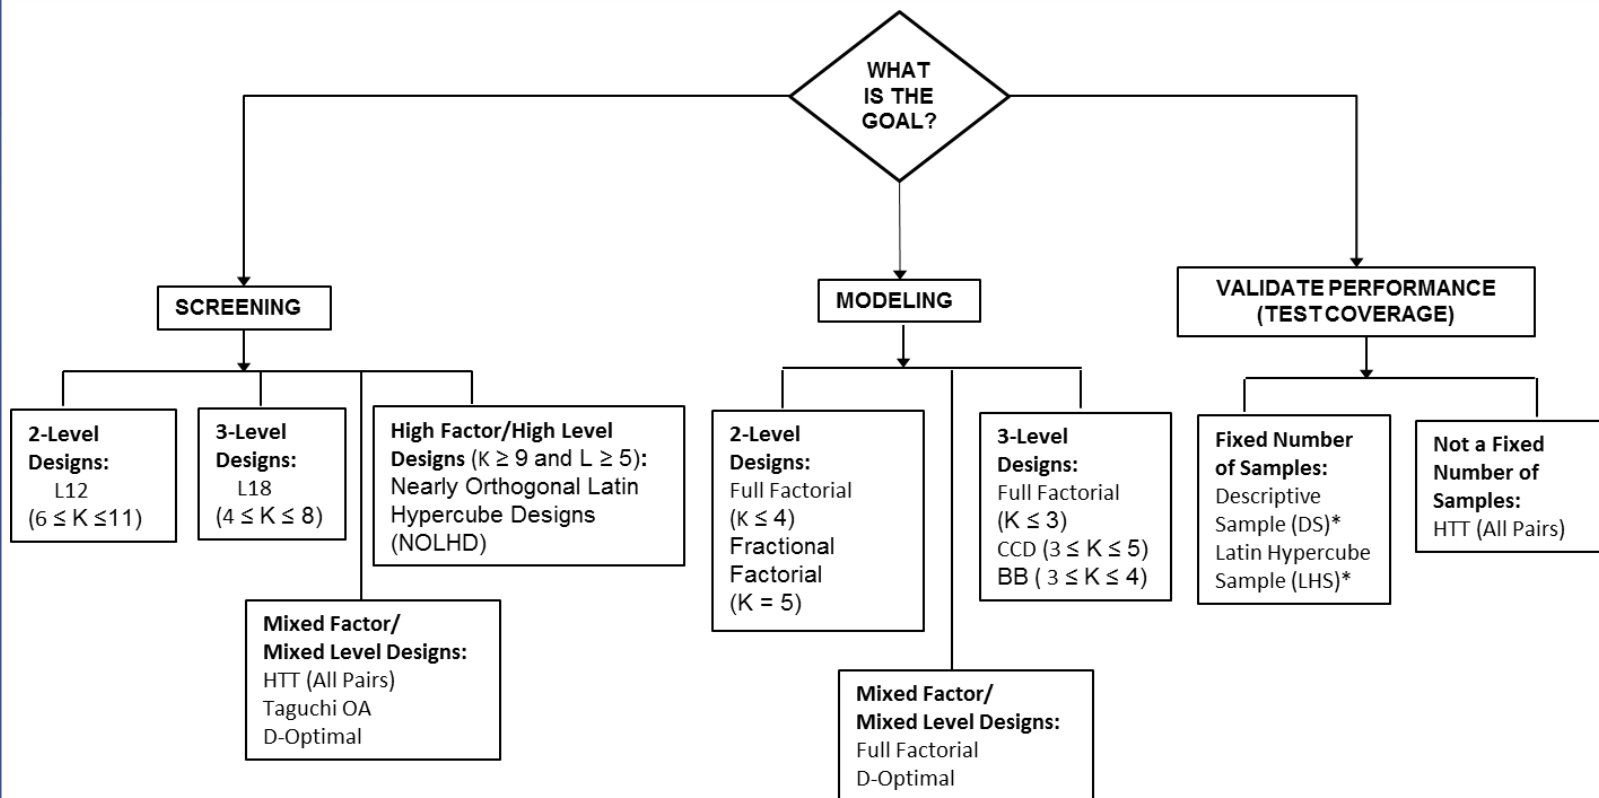 WHAT
IS THE
GOAL?
SCREENING
MODELING
VALIDATE PERFORMANCE
(TEST COVERAGE)
2-Level
Designs:
L12
(6 ≤ K ≤11)
3-Level
Designs:
L18
(4 ≤ K ≤ 8)
High Factor/High Level
Designs (K ≥ 9 and L ≥ 5):
Nearly Orthogonal Latin
Hypercube Designs
(NOLHD)
Mixed Factor/
Mixed Level Designs:
HTT (All Pairs)
Taguchi OA
D-Optimal
2-Level
Designs:
Full Factorial
(K ≤ 4)
Fractional
Factorial
(K = 5)
3-Level
Designs:
Full Factorial
(K ≤ 3)
CCD (3 ≤ K ≤ 5)
BB ( 3 ≤ K ≤ 4)
Mixed Factor/
Mixed Level Designs:
Full Factorial
D-Optimal
Fixed Number
of Samples:
Descriptive
Sample (DS)*
Latin Hypercube
Sample (LHS)*
Not a Fixed
Number of
Samples:
HTT (All Pairs)